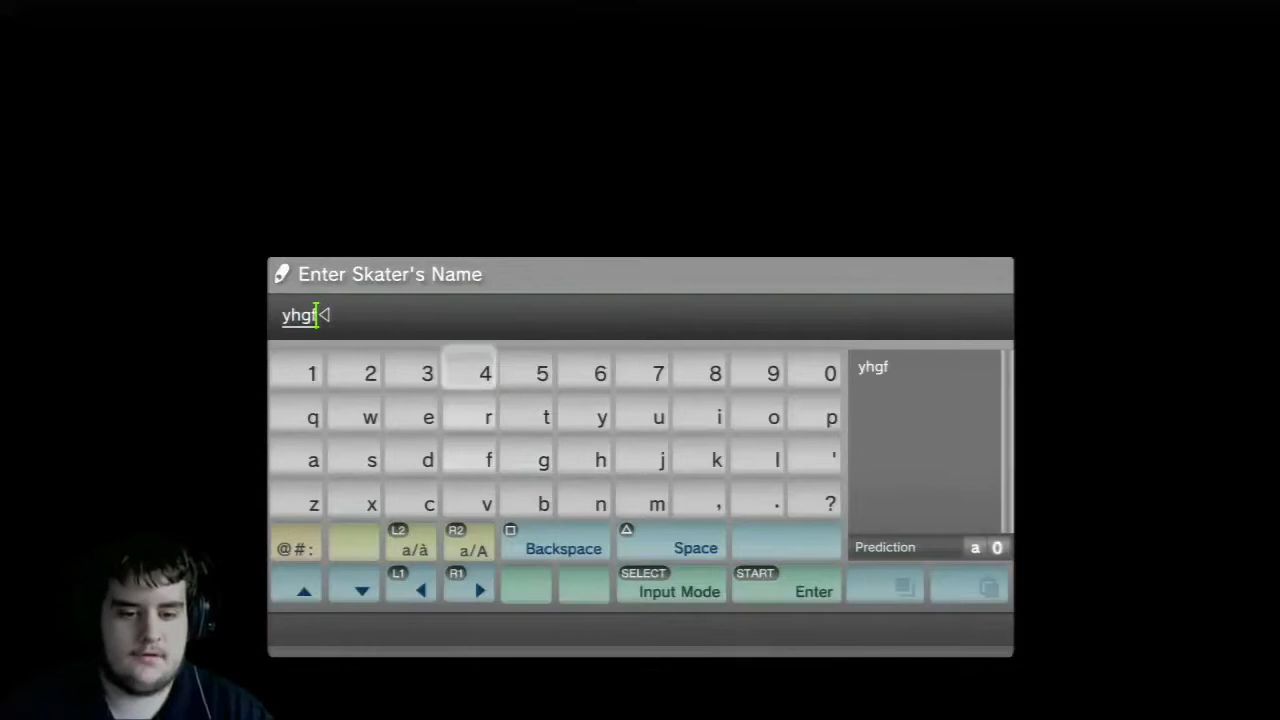 Enter Skater's Name
yhgf
1 2 3 4 5 6 7 8 9 0
yhgf
q w e r t y u i o p
a s d f g h j k l '
z x c v b n m , . ?
@#: L2 a/à R2 a/A Backspace Space
Prediction a 0
L1 R1 SELECT Input Mode START Enter